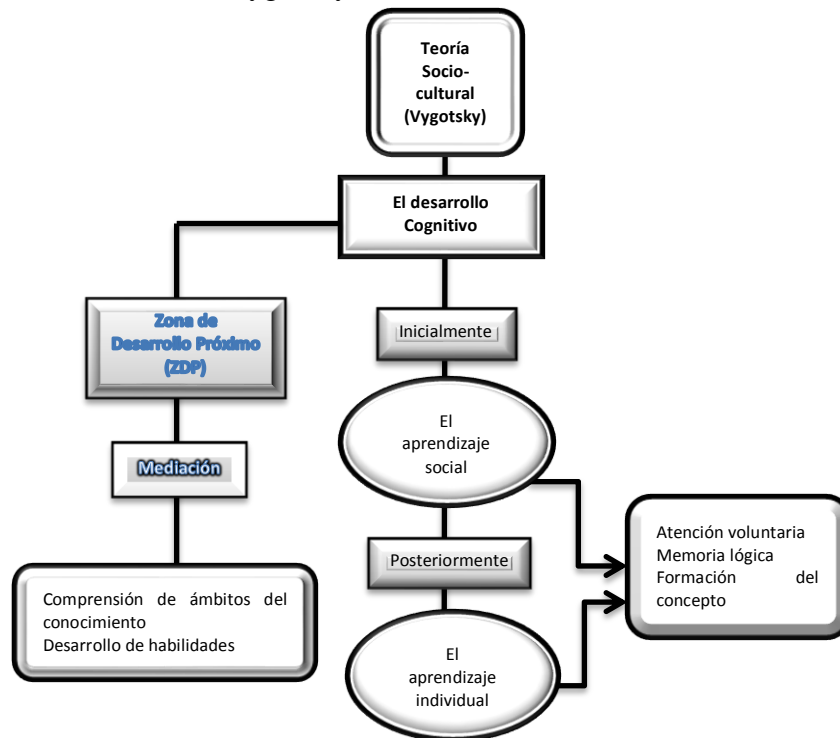 Teoría
Socio-
cultural
(Vygotsky)
El desarrollo
Cognitivo
Zona de
Desarrollo Próximo
(ZDP)
Mediación
Comprensión de ámbitos del
conocimiento
Desarrollo de habilidades
Inicialmente
El
aprendizaje
social
Posteriormente
El
aprendizaje
individual
Atención voluntaria
Memoria lógica
Formación del
concepto